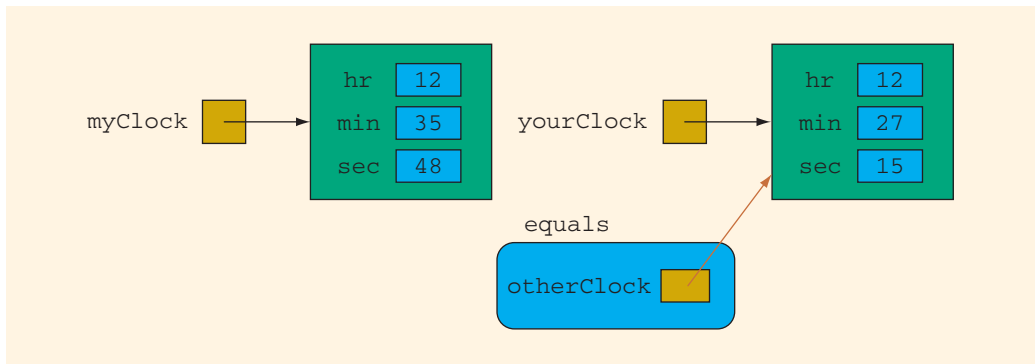 myClock
hr 12
min 35
sec 48
yourClock
hr 12
min 27
sec 15
equals
otherClock